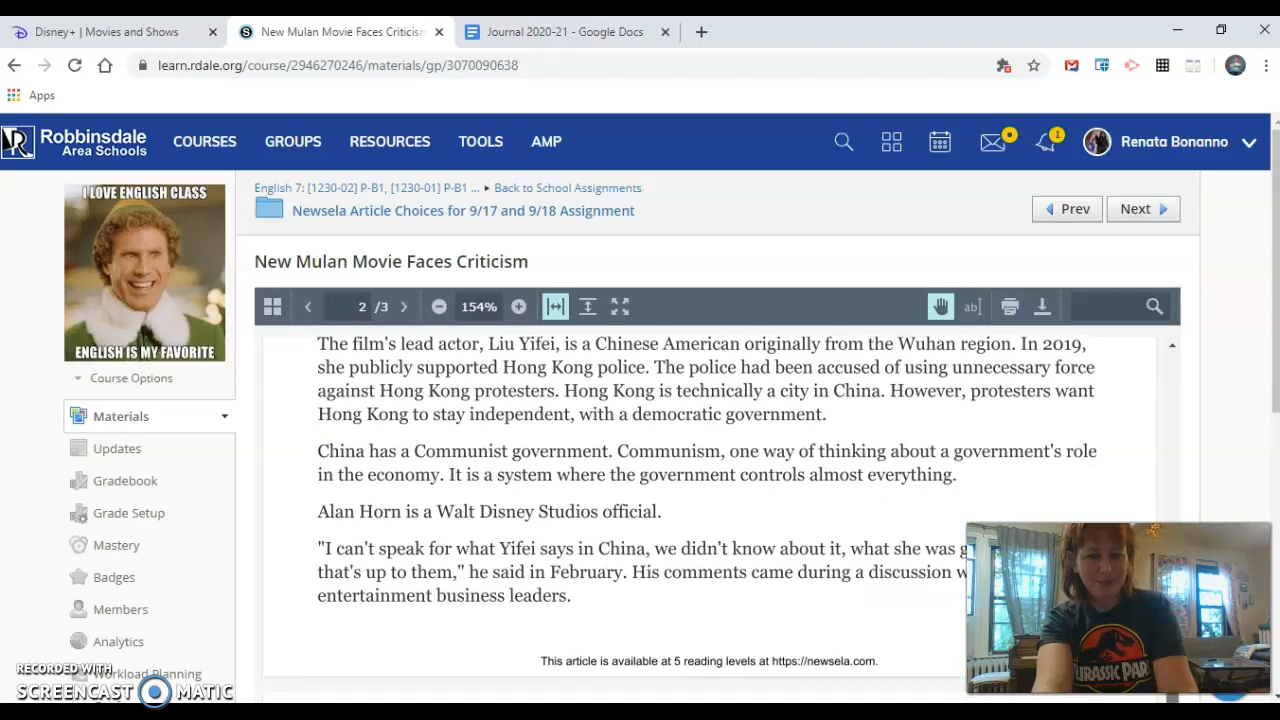 Disney+ | Movies and Shows
New Mulan Movie Faces Criticism
Journal 2020-21 - Google Docs
learn.rdale.org/course/2946270246/materials/gp/3070090638
Apps
Robbinsdale
Area Schools
COURSES GROUPS RESOURCES TOOLS AMP
1
Renata Bonanno
I LOVE ENGLISH CLASS
ENGLISH IS MY FAVORITE
English 7: [1230-02] P-B1, [1230-01] P-B1 ... ▸ Back to School Assignments
Newsela Article Choices for 9/17 and 9/18 Assignment
Prev Next
New Mulan Movie Faces Criticism
2 /3 154% ab
The film's lead actor, Liu Yifei, is a Chinese American originally from the Wuhan region. In 2019,
she publicly supported Hong Kong police. The police had been accused of using unnecessary force
against Hong Kong protesters. Hong Kong is technically a city in China. However, protesters want
Hong Kong to stay independent, with a democratic government.
China has a Communist government. Communism, one way of thinking about a government's role
in the economy. It is a system where the government controls almost everything.
Alan Horn is a Walt Disney Studios official.
"I can't speak for what Yifei says in China, we didn't know about it, what she was g
that's up to them," he said in February. His comments came during a discussion w
entertainment business leaders.
This article is available at 5 reading levels at https://newsela.com.
Course Options
Materials
Updates
Gradebook
Grade Setup
Mastery
Badges
Members
Analytics
Workload Planning
RECORDED WITH
SCREENCAST MATIC
JURASSIC PARK